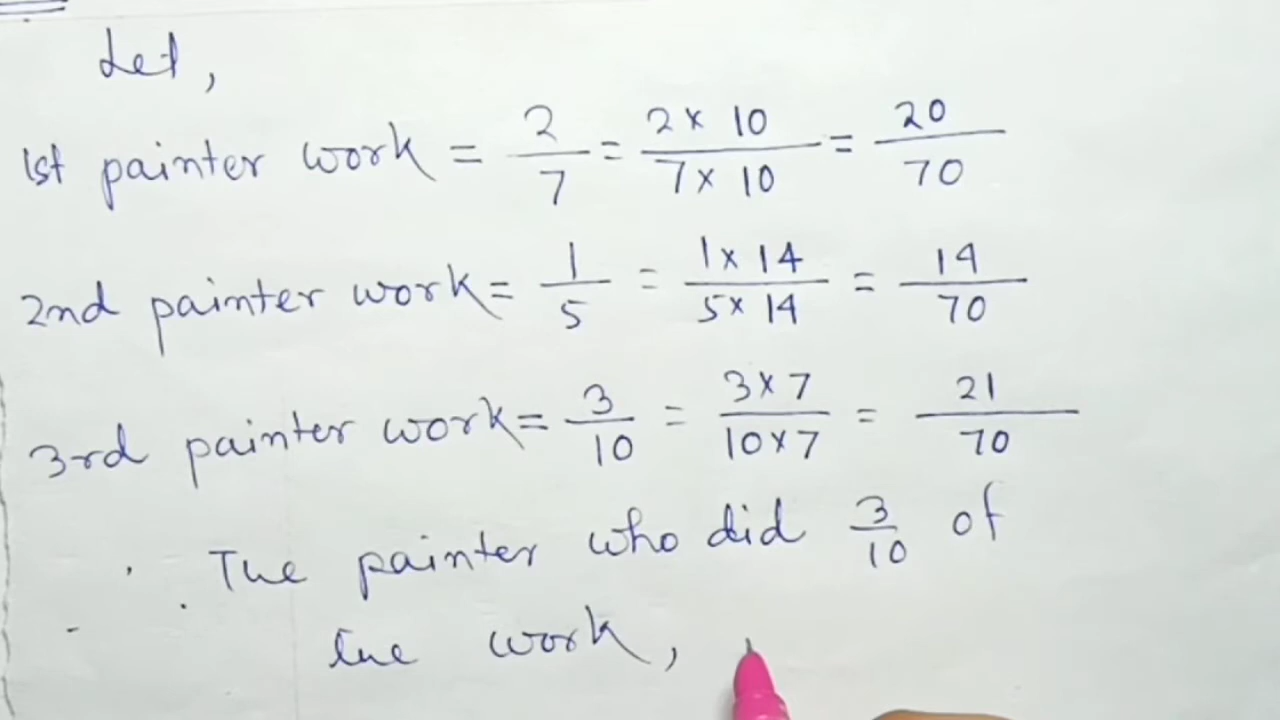 Let,
1st painter work = 2/7 = 2 x 10/7 x 10 = 20/70
2nd painter work = 1/5 = 1 x 14/5 x 14 = 14/70
3rd painter work = 3/10 = 3 x 7/10 x 7 = 21/70
∴ The painter who did 3/10 of
the work,